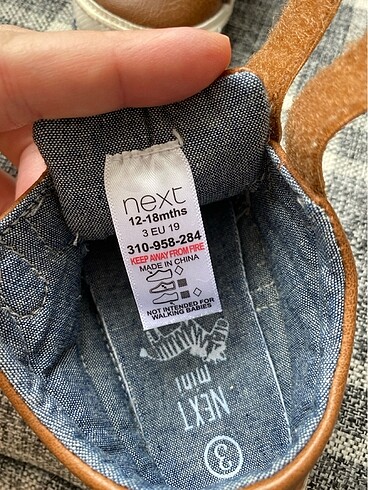 next
12-18mths
3 EU 19
310-958-284
KEEP AWAY FROM FIRE
MADE IN CHINA
NOT INTENDED FOR
WALKING BABIES
NEXT
mini
3